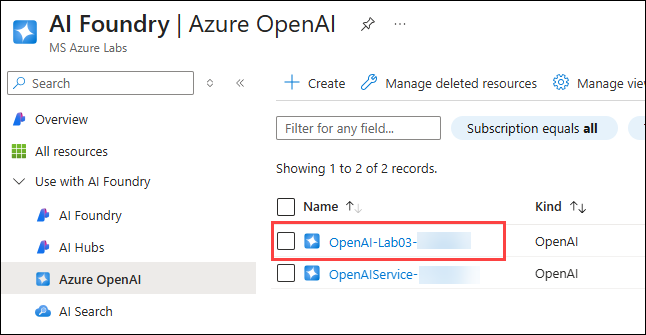 AI Foundry | Azure OpenAI
MS Azure Labs
Search
Overview
All resources
Use with AI Foundry
AI Foundry
AI Hubs
Azure OpenAI
AI Search
Create Manage deleted resources Manage view
Filter for any field... Subscription equals all
Showing 1 to 2 of 2 records.
Name Kind
OpenAI-Lab03- OpenAI
OpenAIService- OpenAI